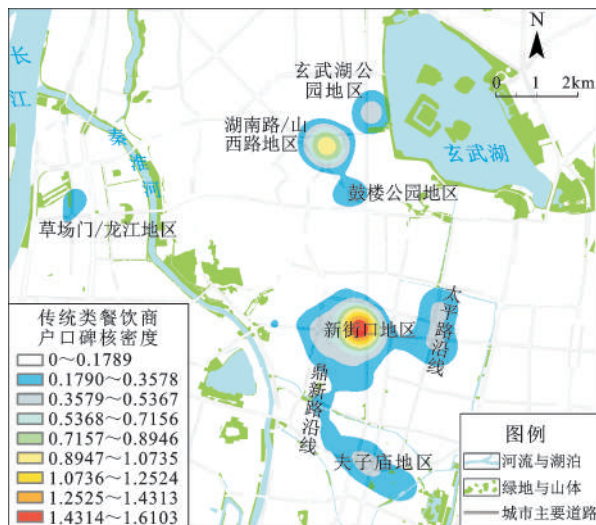 N
0 1 2km
长江
秦淮河
玄武湖公
园地区
湖南路/山
西路地区
玄武湖
鼓楼公园地区
草场门/龙江地区
新街口地区
太平路沿线
鼎新路沿线
夫子庙地区
传统类餐饮商
户口碑核密度
0～0.1789
0.1790～0.3578
0.3579～0.5367
0.5368～0.7156
0.7157～0.8946
0.8947～1.0735
1.0736～1.2524
1.2525～1.4313
1.4314～1.6103
图例
河流与湖泊
绿地与山体
城市主要道路